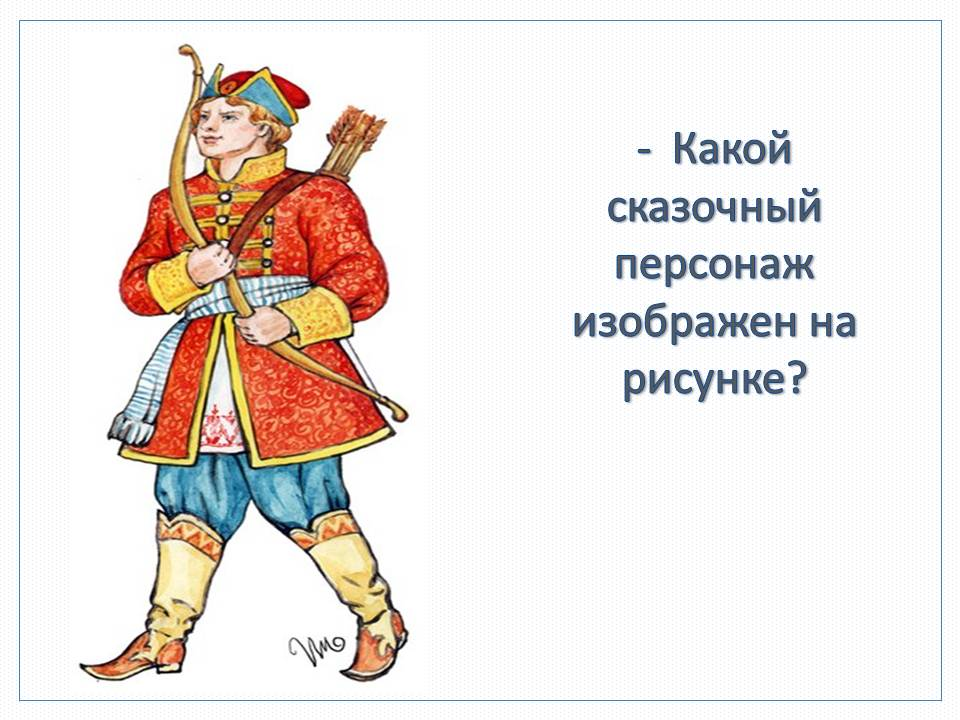 - Какой
сказочный
персонаж
изображен на
рисунке?